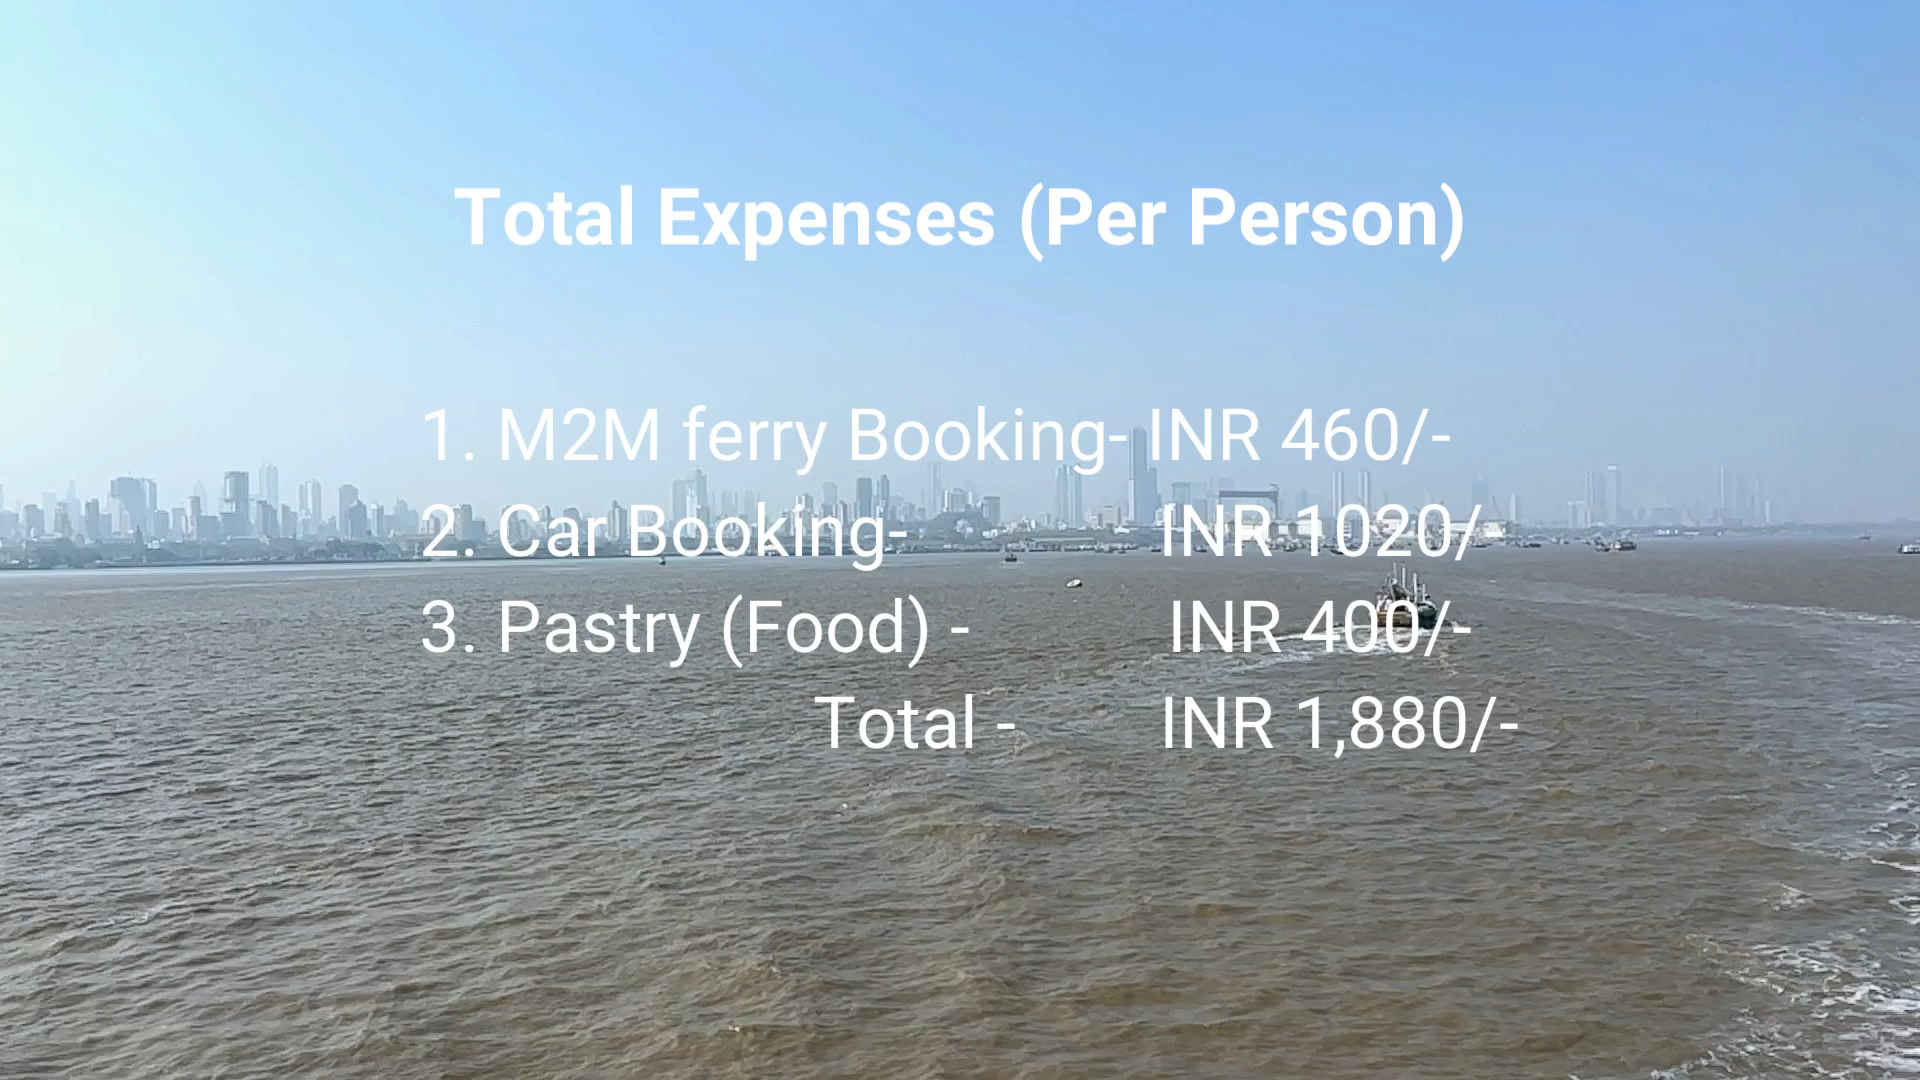 Total Expenses (Per Person)
1. M2M ferry Booking- INR 460/-
2. Car Booking- INR 1020/
3. Pastry (Food) - INR 400/-
Total - INR 1,880/-